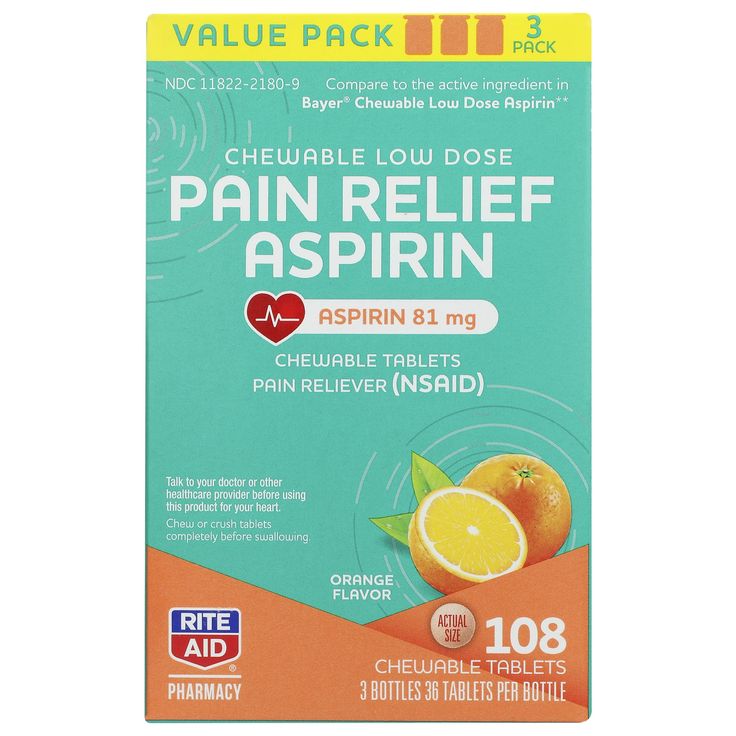 VALUE PACK
3
PACK
NDC 11822-2180-9
Compare to the active ingredient in
Bayer® Chewable Low Dose Aspirin**
CHEWABLE LOW DOSE
PAIN RELIEF
ASPIRIN
ASPIRIN 81 mg
CHEWABLE TABLETS
PAIN RELIEVER (NSAID)
Talk to your doctor or other
healthcare provider before using
this product for your heart.
Chew or crush tablets
completely before swallowing.
ORANGE
FLAVOR
ACTUAL
SIZE
108
CHEWABLE TABLETS
3 BOTTLES 36 TABLETS PER BOTTLE
RITE
AID
®
PHARMACY